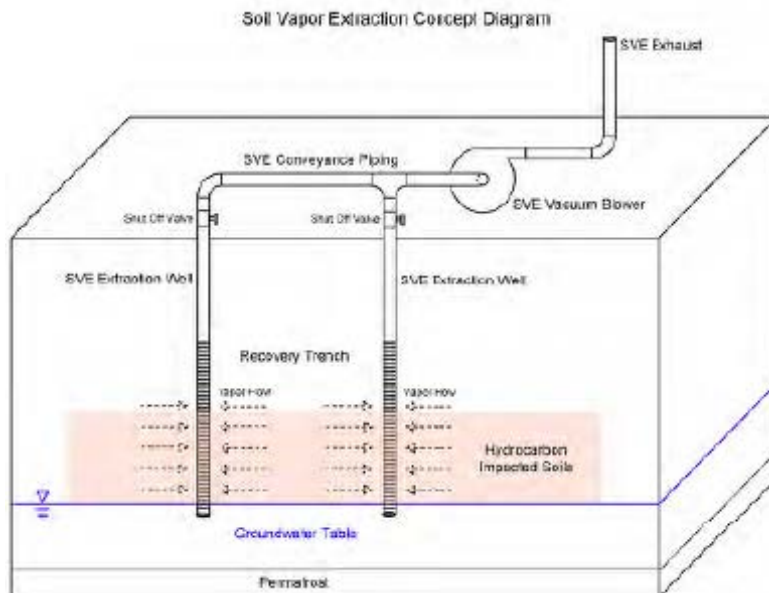 Soil Vapor Extraction Concept Diagram
SVE Exhaust
SVE Conveyance Piping
SVE Vacuum Blower
Shut Off Valve
Shut Off Valve
SVE Extraction Well
SVE Extraction Well
Recovery Trench
Vapor Flow
Vapor Flow
Hydrocarbon
Impacted Soils
Groundwater Table
Permafrost